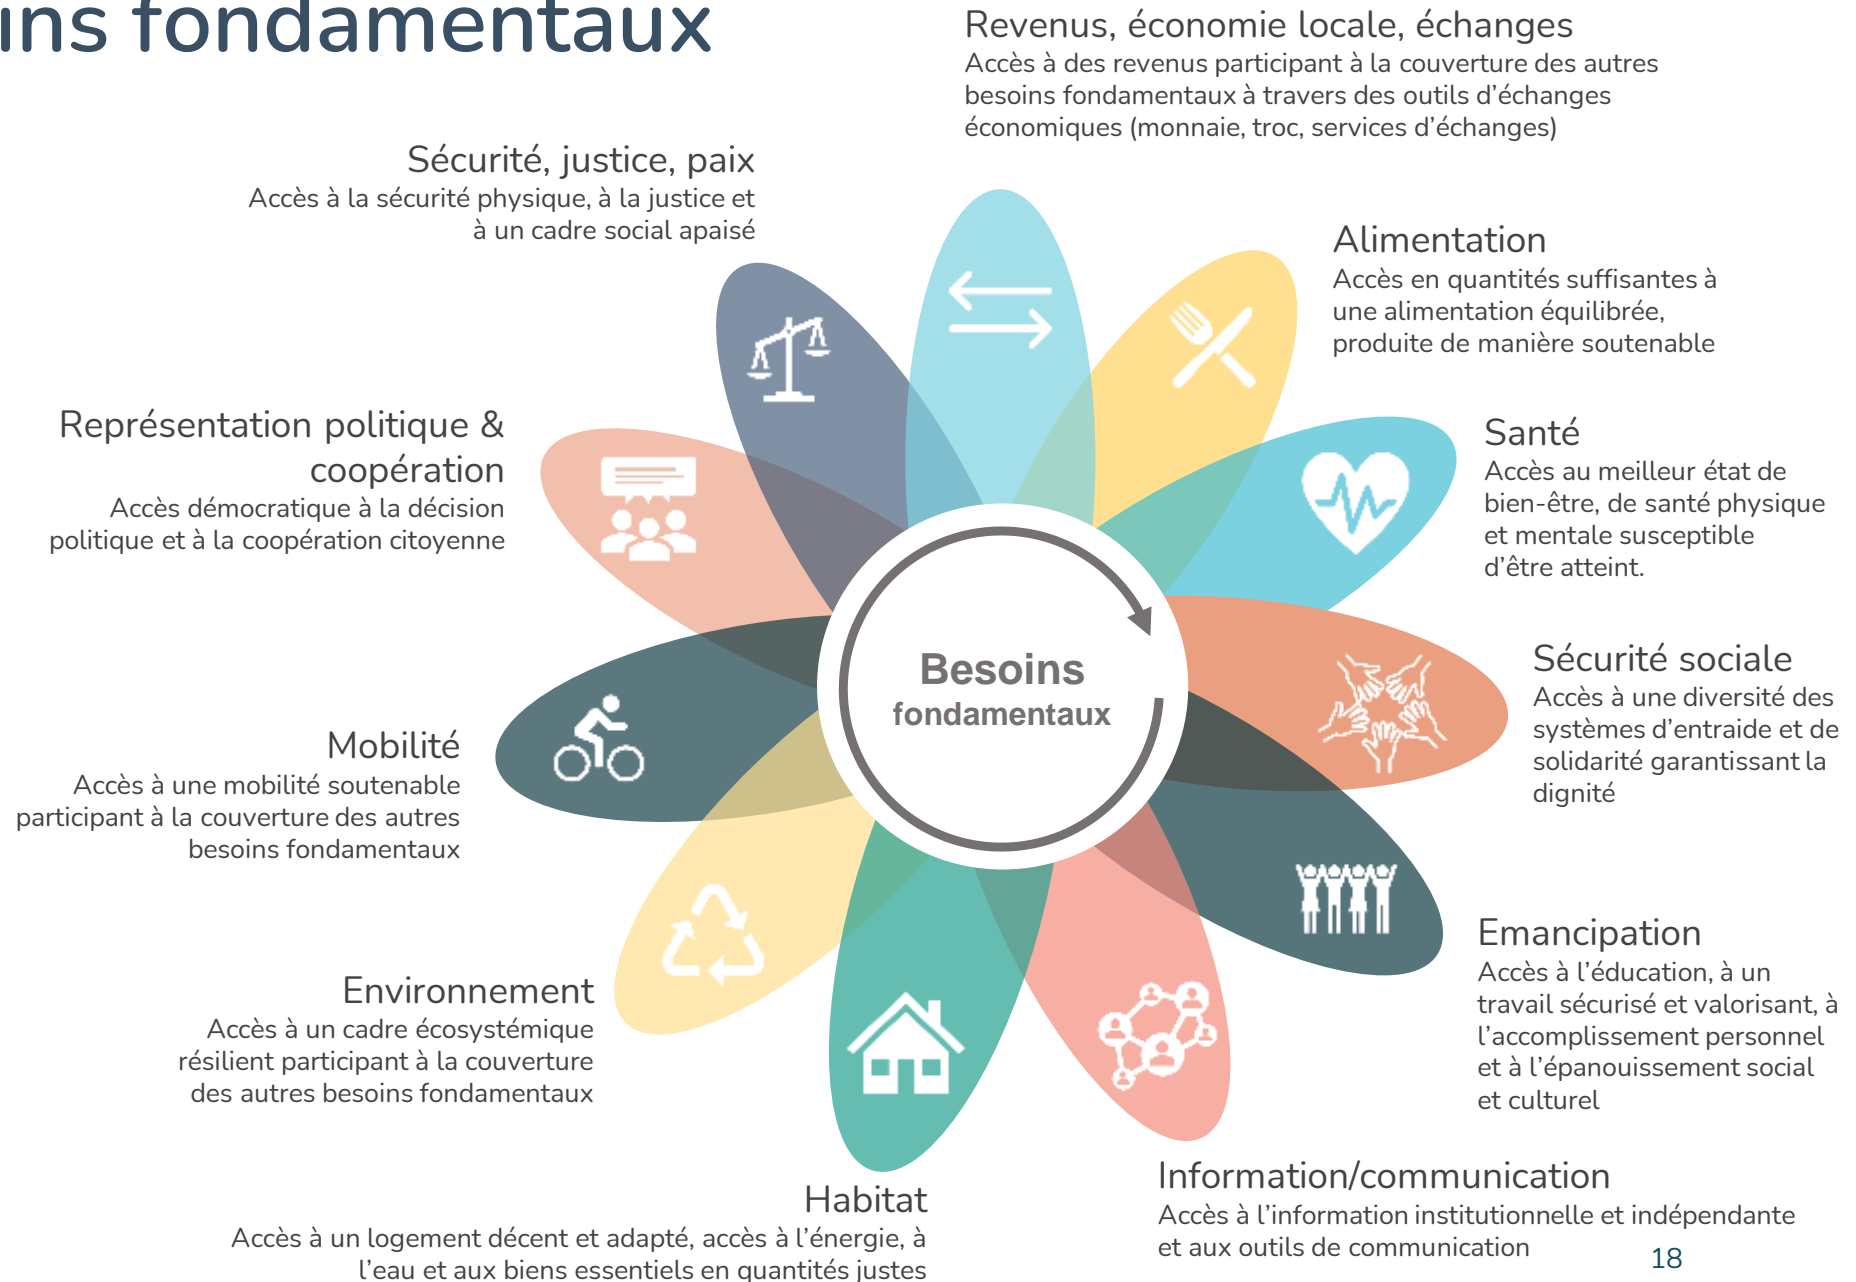 ins fondamentaux
Revenus, économie locale, échanges
Accès à des revenus participant à la couverture des autres
besoins fondamentaux à travers des outils d’échanges
économiques (monnaie, troc, services d’échanges)
Sécurité, justice, paix
Accès à la sécurité physique, à la justice et
à un cadre social apaisé
Alimentation
Accès en quantités suffisantes à
une alimentation équilibrée,
produite de manière soutenable
Représentation politique &
coopération
Accès démocratique à la décision
politique et à la coopération citoyenne
Santé
Accès au meilleur état de
bien-être, de santé physique
et mentale susceptible
d’être atteint.
Besoins
fondamentaux
Sécurité sociale
Accès à une diversité des
systèmes d’entraide et de
solidarité garantissant la
dignité
Mobilité
Accès à une mobilité soutenable
participant à la couverture des autres
besoins fondamentaux
Emancipation
Accès à l’éducation, à un
travail sécurisé et valorisant, à
l’accomplissement personnel
et à l’épanouissement social
et culturel
Environnement
Accès à un cadre écosystémique
résilient participant à la couverture
des autres besoins fondamentaux
Information/communication
Accès à l’information institutionnelle et indépendante
et aux outils de communication
Habitat
Accès à un logement décent et adapté, accès à l’énergie, à
l’eau et aux biens essentiels en quantités justes
18